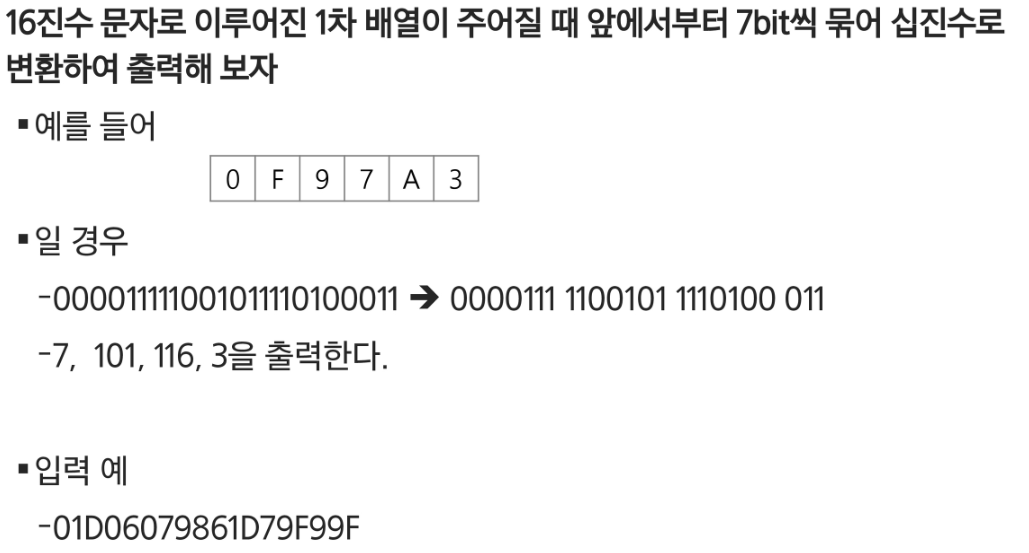 16진수 문자로 이루어진 1차 배열이 주어질 때 앞에서부터 7bit씩 묶어 십진수로
변환하여 출력해 보자
▪예를 들어
0 F 9 7 A 3
▪일 경우
-000011111001011110100011 ➔ 0000111 1100101 1110100 011
-7, 101, 116, 3을 출력한다.
▪입력 예
-01D06079861D79F99F